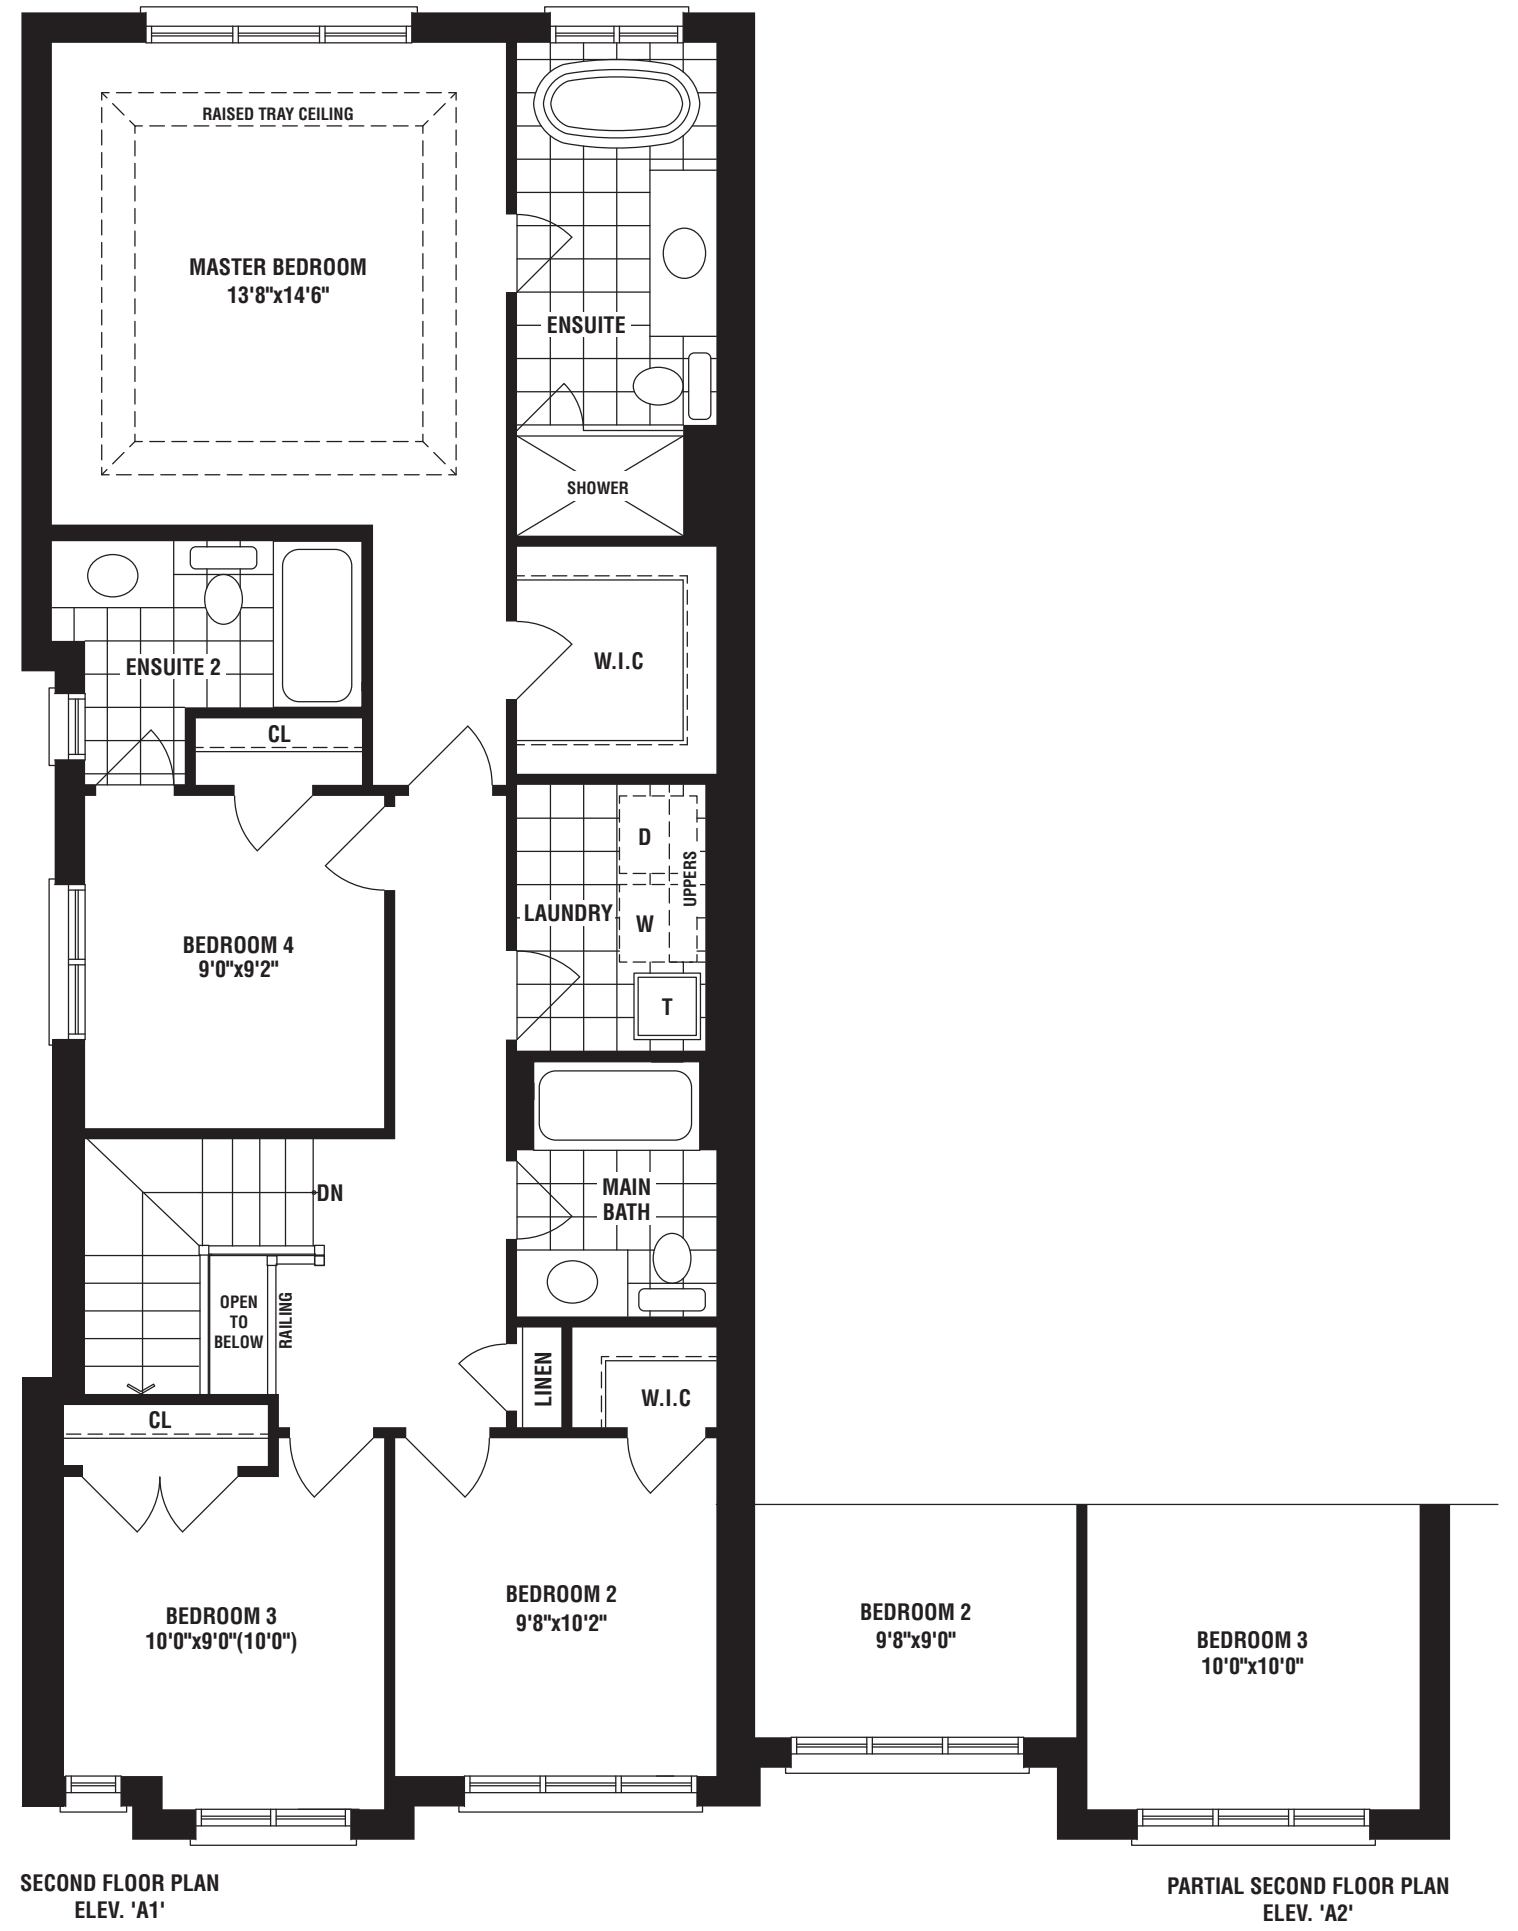 RAISED TRAY CEILING
MASTER BEDROOM
13'8"x14'6"
ENSUITE
SHOWER
ENSUITE 2
W.I.C
CL
D
UPPERS
LAUNDRY
W
BEDROOM 4
9'0"x9'2"
T
MAIN
BATH
DN
OPEN
TO
BELOW
RAILING
LINEN
W.I.C
CL
BEDROOM 2
9'8"x10'2"
BEDROOM 3
10'0"x9'0"(10'0")
BEDROOM 2
9'8"x9'0"
BEDROOM 3
10'0"x10'0"
SECOND FLOOR PLAN
ELEV. 'A1'
PARTIAL SECOND FLOOR PLAN
ELEV. 'A2'